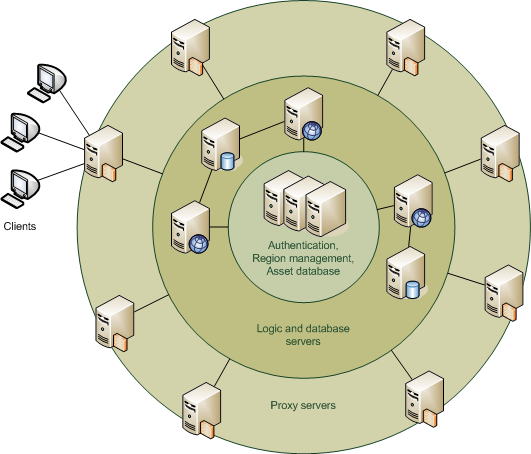 Clients
Authentication,
Region management,
Asset database
Logic and database
servers
Proxy servers